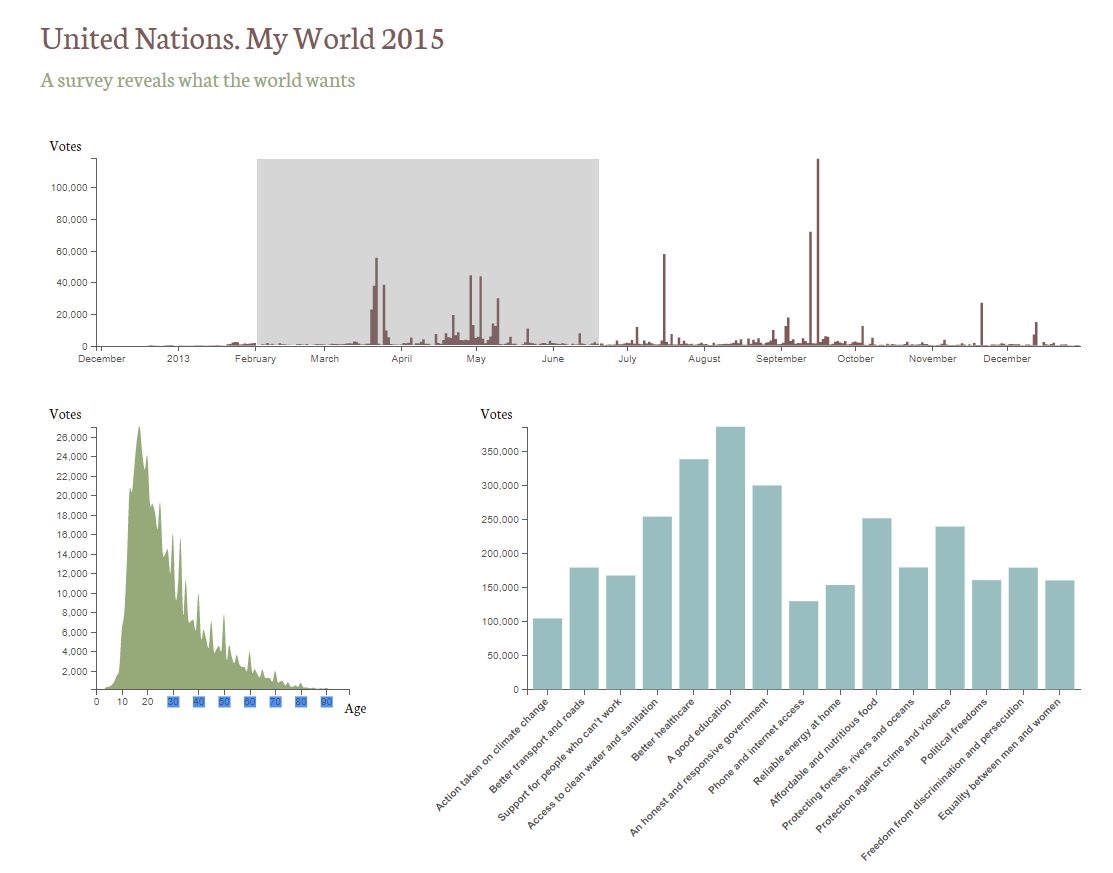 United Nations. My World 2015
A survey reveals what the world wants
Votes
100,000
80,000
60,000
40,000
20,000
0
December 2013 February March April May June July August September October November December
Votes
26,000
24,000
22,000
20,000
18,000
16,000
14,000
12,000
10,000
8,000
6,000
4,000
2,000
0 10 20 30 40 50 60 70 80 90
Age
Votes
350,000
300,000
250,000
200,000
150,000
100,000
50,000
0
Action taken on climate change
Better transport and roads
Support for people who can't work
Access to clean water and sanitation
Better healthcare
A good education
An honest and responsive government
Phone and internet access
Reliable energy at home
Affordable and nutritious food
Protecting forests, rivers and oceans
Protection against crime and violence
Political freedoms
Freedom from discrimination and persecution
Equality between men and women